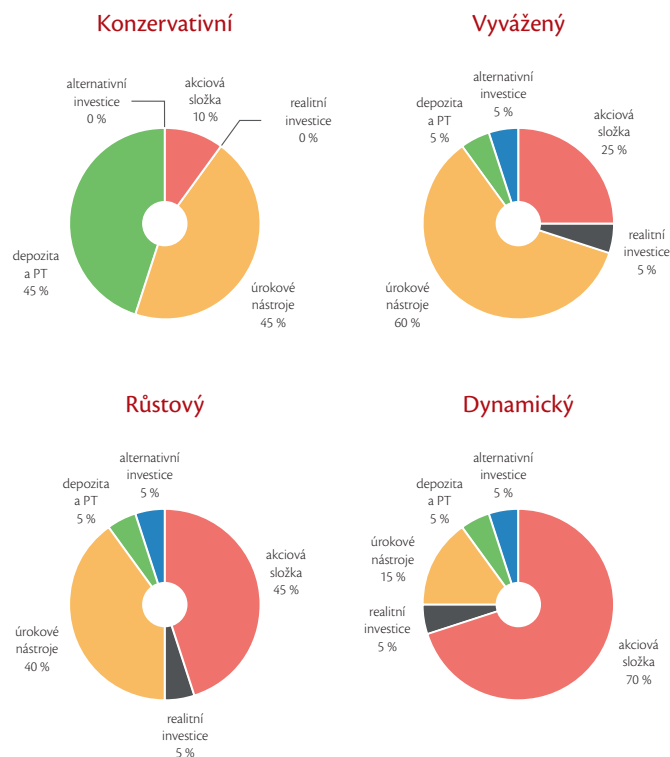 Konzervativní
alternativní
investice
0 %
akciová
složka
10 %
realitní
investice
0 %
depozita
a PT
45 %
úrokové
nástroje
45 %
Vyvážený
alternativní
investice
5 %
depozita
a PT
5 %
akciová
složka
25 %
realitní
investice
5 %
úrokové
nástroje
60 %
Růstový
alternativní
investice
5 %
depozita
a PT
5 %
akciová
složka
45 %
úrokové
nástroje
40 %
realitní
investice
5 %
Dynamický
alternativní
investice
5 %
depozita
a PT
5 %
úrokové
nástroje
15 %
realitní
investice
5 %
akciová
složka
70 %